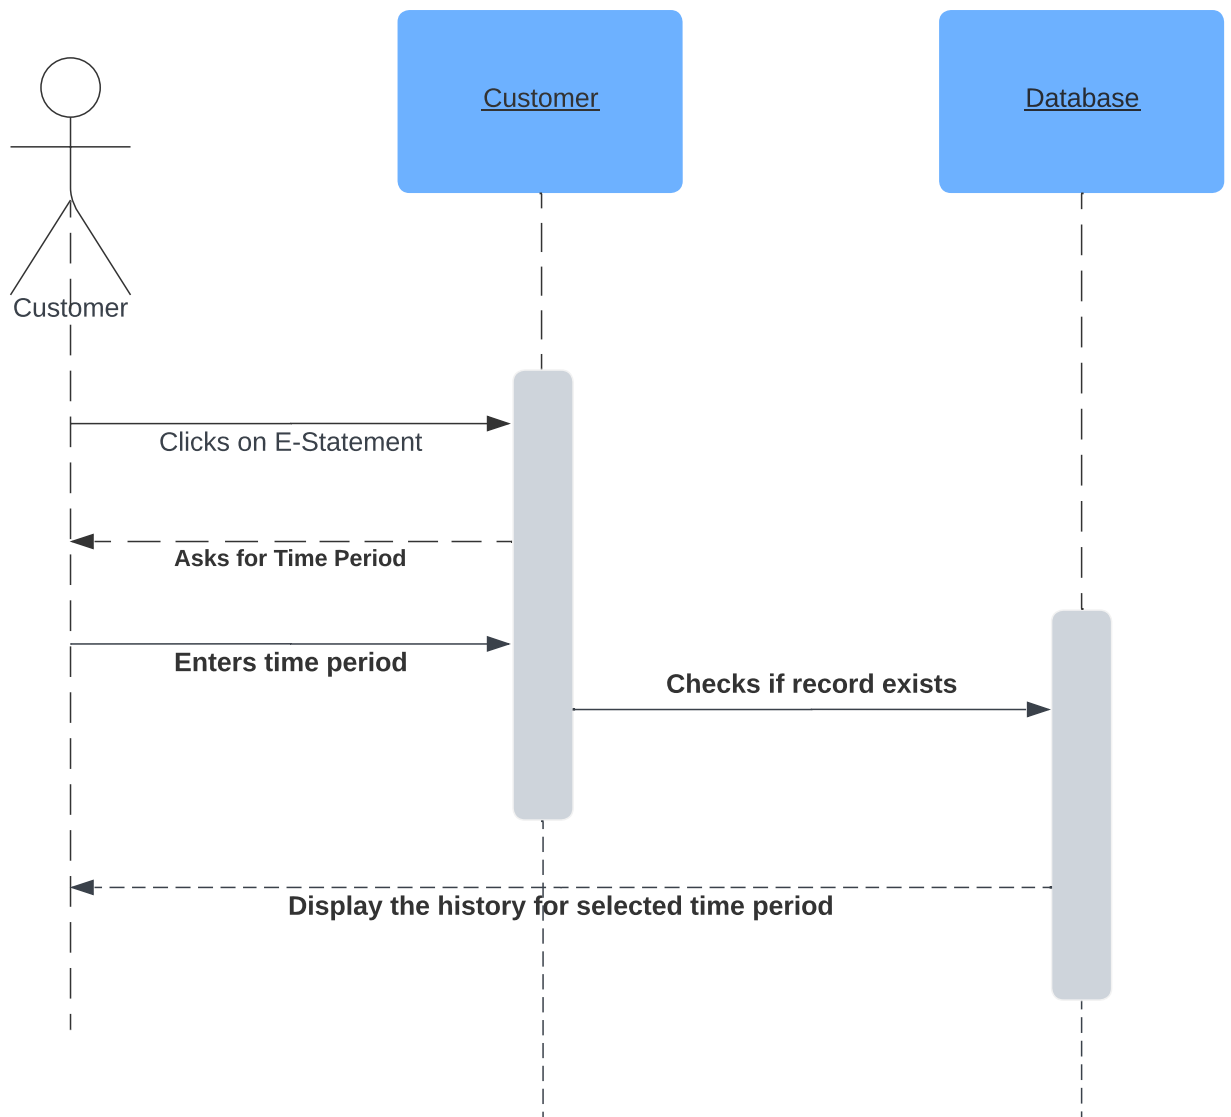 Customer
Database
Customer
Clicks on E-Statement
Asks for Time Period
Enters time period
Checks if record exists
Display the history for selected time period